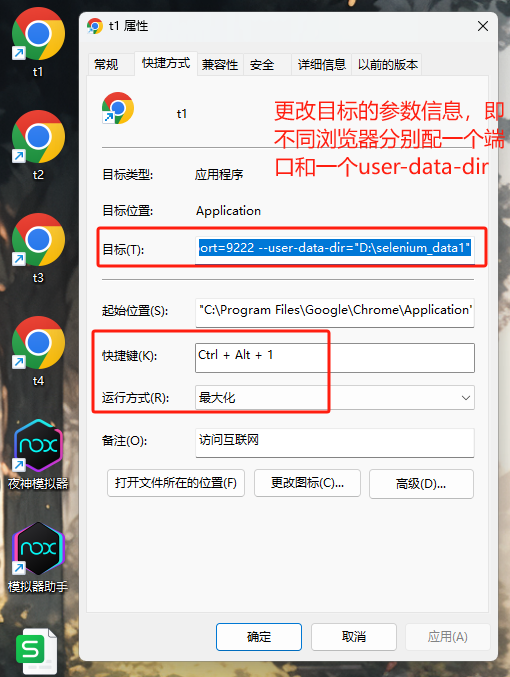 t1 属性
t1
t2
t3
t4
夜神模拟器
模拟器助手
常规
快捷方式
兼容性
安全
详细信息
以前的版本
t1
更改目标的参数信息，即
不同浏览器分别配一个端
口和一个user-data-dir
目标类型:
应用程序
目标位置:
Application
目标(T):
ort=9222 --user-data-dir="D:\selenium_data1"
起始位置(S):
"C:\Program Files\Google\Chrome\Application"
快捷键(K):
Ctrl + Alt + 1
运行方式(R):
最大化
备注(O):
访问互联网
打开文件所在的位置(F)
更改图标(C)...
高级(D)...
确定
取消
应用(A)
nox
nox
S